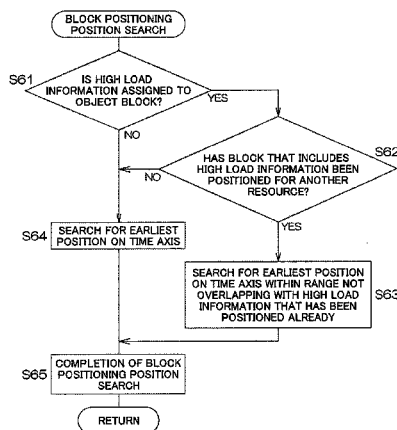 BLOCK POSITIONING
POSITION SEARCH
S61
IS HIGH LOAD
INFORMATION ASSIGNED TO
OBJECT BLOCK?
YES
NO
S62
HAS BLOCK THAT INCLUDES
HIGH LOAD INFORMATION BEEN
POSITIONED FOR ANOTHER
RESOURCE?
NO
YES
S64
SEARCH FOR EARLIEST
POSITION ON TIME AXIS
SEARCH FOR EARLIEST POSITION
ON TIME AXIS WITHIN RANGE NOT
OVERLAPPING WITH HIGH LOAD
INFORMATION THAT HAS BEEN
POSITIONED ALREADY
S63
S65
COMPLETION OF BLOCK
POSITIONING POSITION
SEARCH
RETURN